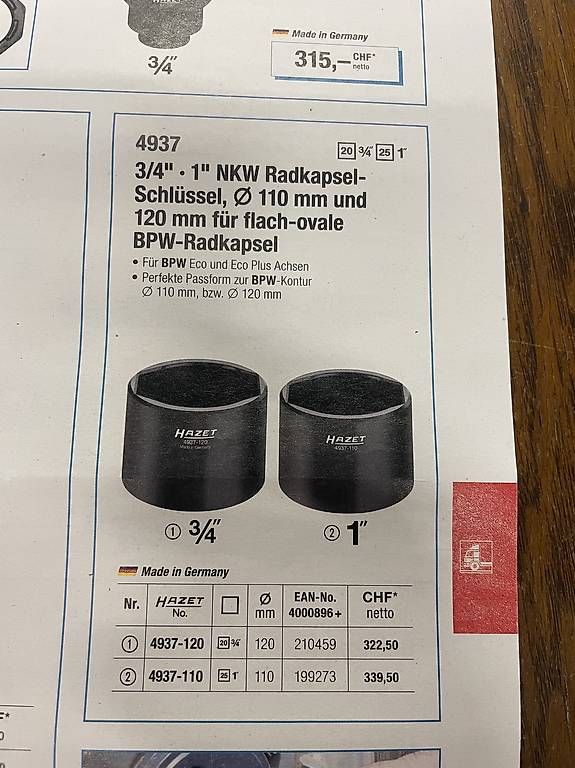 HAZET
3/4"
Made in Germany
315,– CHF*
netto
4937
20 3/4" 25 1"
3/4" · 1" NKW Radkapsel-
Schlüssel, Ø 110 mm und
120 mm für flach-ovale
BPW-Radkapsel
• Für BPW Eco und Eco Plus Achsen
• Perfekte Passform zur BPW-Kontur
Ø 110 mm, bzw. Ø 120 mm
HAZET
4937-120
Made in Germany
HAZET
4937-110
① 3/4"
② 1"
Made in Germany
Nr. HAZET No. Ø mm EAN-No. 4000896+ CHF* netto
① 4937-120 20 3/4" 120 210459 322,50
② 4937-110 25 1" 110 199273 339,50